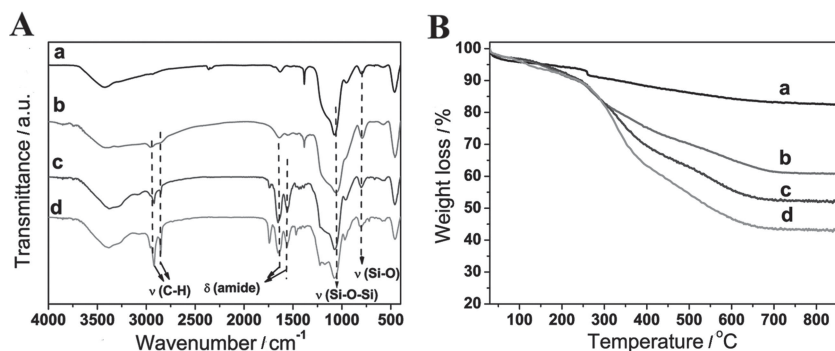 A
a
b
c
d
ν (C-H)
δ (amide)
ν (Si-O-Si)
ν (Si-O)
Transmittance / a.u.
4000 3500 3000 2500 2000 1500 1000 500
Wavenumber / cm⁻¹
B
a
b
c
d
Weight loss / %
100
90
80
70
60
50
40
30
20
100 200 300 400 500 600 700 800
Temperature / °C